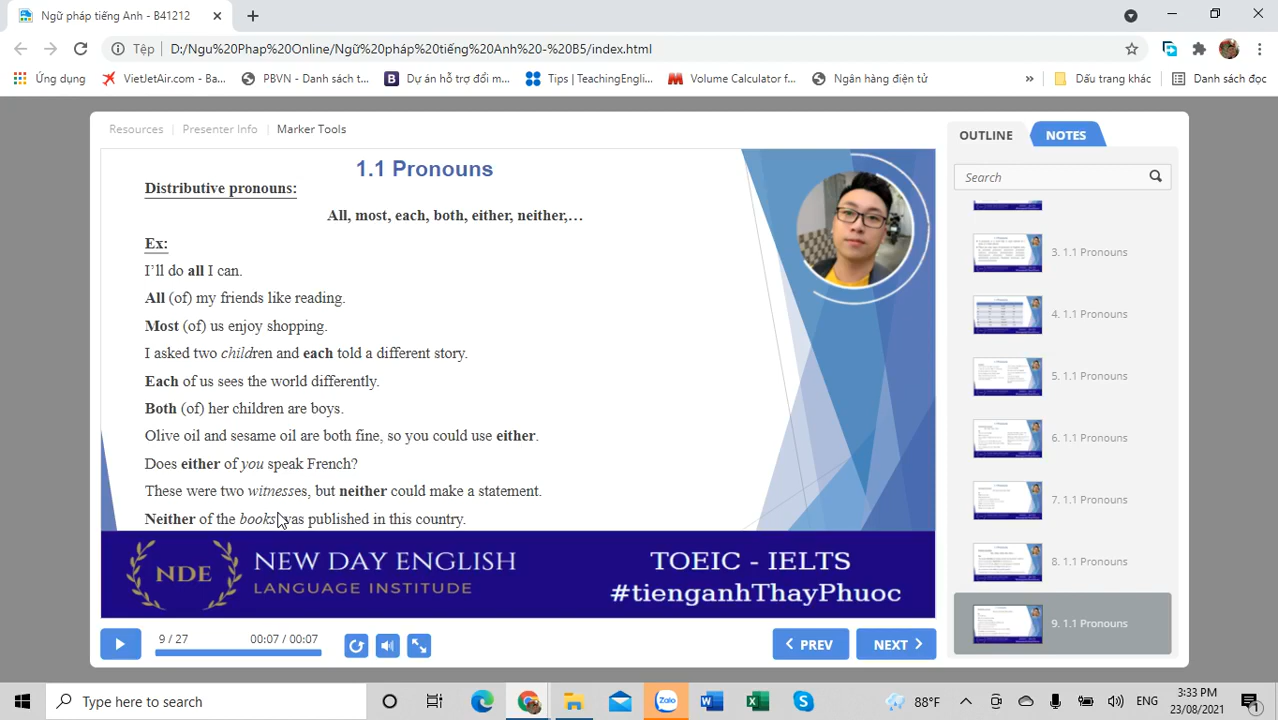 Ngữ pháp tiếng Anh - B41212
Tệp
D:/Ngu%20Phap%20Online/Ngữ%20pháp%20tiếng%20Anh%20-%20B5/index.html
Ứng dụng
VietJetAir.com - Ba...
PBVN - Danh sách t...
Dự án hỗ trợ đổi m...
Tips | TeachingEngli...
Volume Calculator f...
Ngân hàng điện tử
»
Dấu trang khác
Danh sách đọc
Resources | Presenter Info | Marker Tools
OUTLINE
NOTES
Search
1.1 Pronouns
Distributive pronouns:
All, most, each, both, either, neither,…
Ex:
I’ll do all I can.
All (of) my friends like reading.
Most (of) us enjoy shopping.
I asked two children and each told a different story.
Each of us sees the world differently.
Both (of) her children are boys.
Olive oil and sesame oil are both fine, so you could use either.
Does either of you speak French?
These were two witnesses, but neither could make a statement.
Neither of the books was published in this country.
NDE
NEW DAY ENGLISH
LANGUAGE INSTITUDE
TOEIC - IELTS
#tienganhThayPhuoc
3. 1.1 Pronouns
4. 1.1 Pronouns
5. 1.1 Pronouns
6. 1.1 Pronouns
7. 1.1 Pronouns
8. 1.1 Pronouns
9. 1.1 Pronouns
9 / 27
00:07 / 00:07
PREV
NEXT
Type here to search
88°F
ENG
3:33 PM
23/08/2021